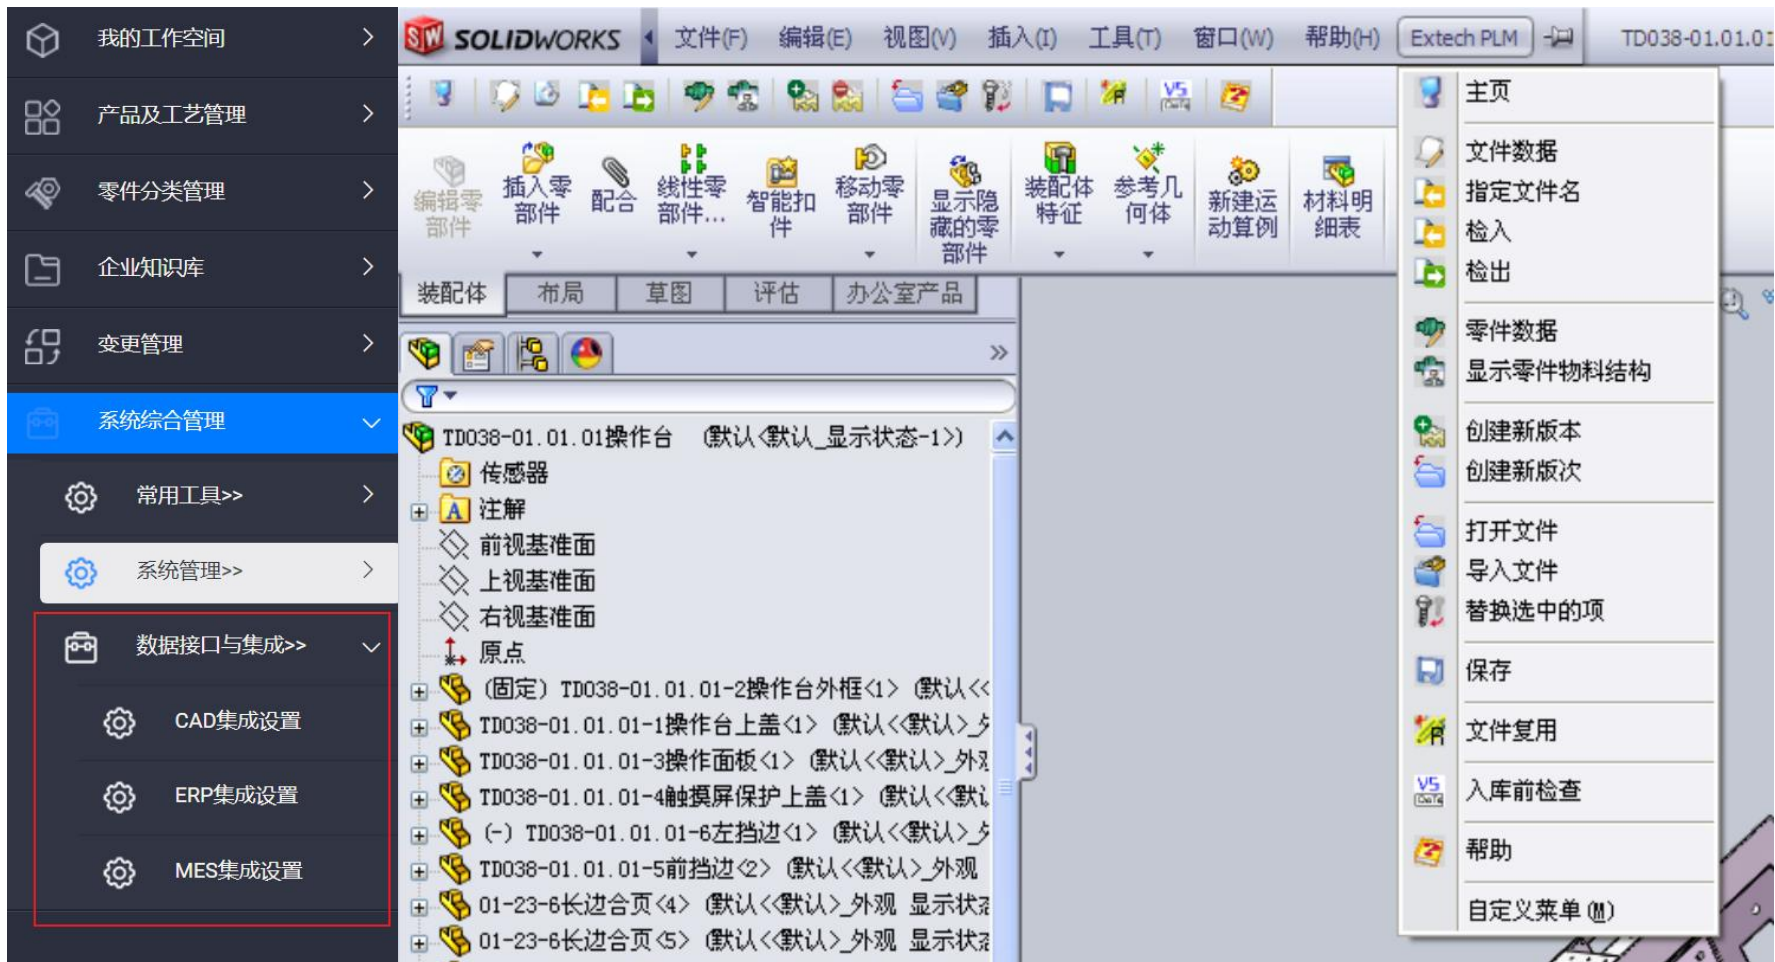 我的工作空间
产品及工艺管理
零件分类管理
企业知识库
变更管理
系统综合管理
常用工具>>
系统管理>>
数据接口与集成>>
CAD集成设置
ERP集成设置
MES集成设置
SW SOLIDWORKS 文件(F) 编辑(E) 视图(V) 插入(I) 工具(T) 窗口(W) 帮助(H) Extech PLM TD038-01.01.01
编辑零部件
插入零部件
配合
线性零部件...
智能扣件
移动零部件
显示隐藏的零部件
装配体特征
参考几何体
新建运动算例
材料明细表
装配体 布局 草图 评估 办公室产品
TD038-01.01.01操作台 (默认<默认_显示状态-1>)
传感器
注解
前视基准面
上视基准面
右视基准面
原点
(固定) TD038-01.01.01-2操作台外框<1> (默认<<
TD038-01.01.01-1操作台上盖<1> (默认<<默认>_外
TD038-01.01.01-3操作面板<1> (默认<<默认>_外观
TD038-01.01.01-4触摸屏保护上盖<1> (默认<<默认
(-) TD038-01.01.01-6左挡边<1> (默认<<默认>_外
TD038-01.01.01-5前挡边<2> (默认<<默认>_外观
01-23-6长边合页<4> (默认<<默认>_外观 显示状态
01-23-6长边合页<5> (默认<<默认>_外观 显示状态
主页
文件数据
指定文件名
检入
检出
零件数据
显示零件物料结构
创建新版本
创建新版次
打开文件
导入文件
替换选中的项
保存
文件复用
入库前检查
帮助
自定义菜单(M)